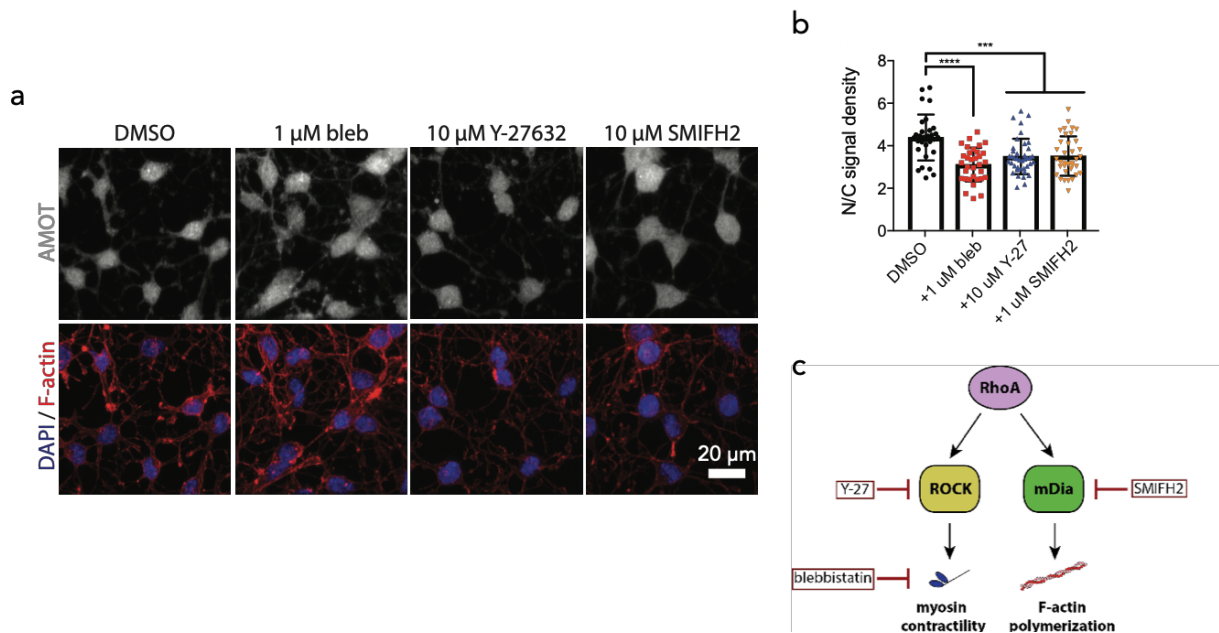 a
DMSO
1 µM bleb
10 µM Y-27632
10 µM SMIFH2
AMOT
DAPI / F-actin
20 µm
b
***
****
N/C signal density
8
6
4
2
0
DMSO
+1 uM bleb
+10 uM Y-27
+1 uM SMIFH2
c
RhoA
Y-27
ROCK
mDia
SMIFH2
blebbistatin
myosin
contractility
F-actin
polymerization